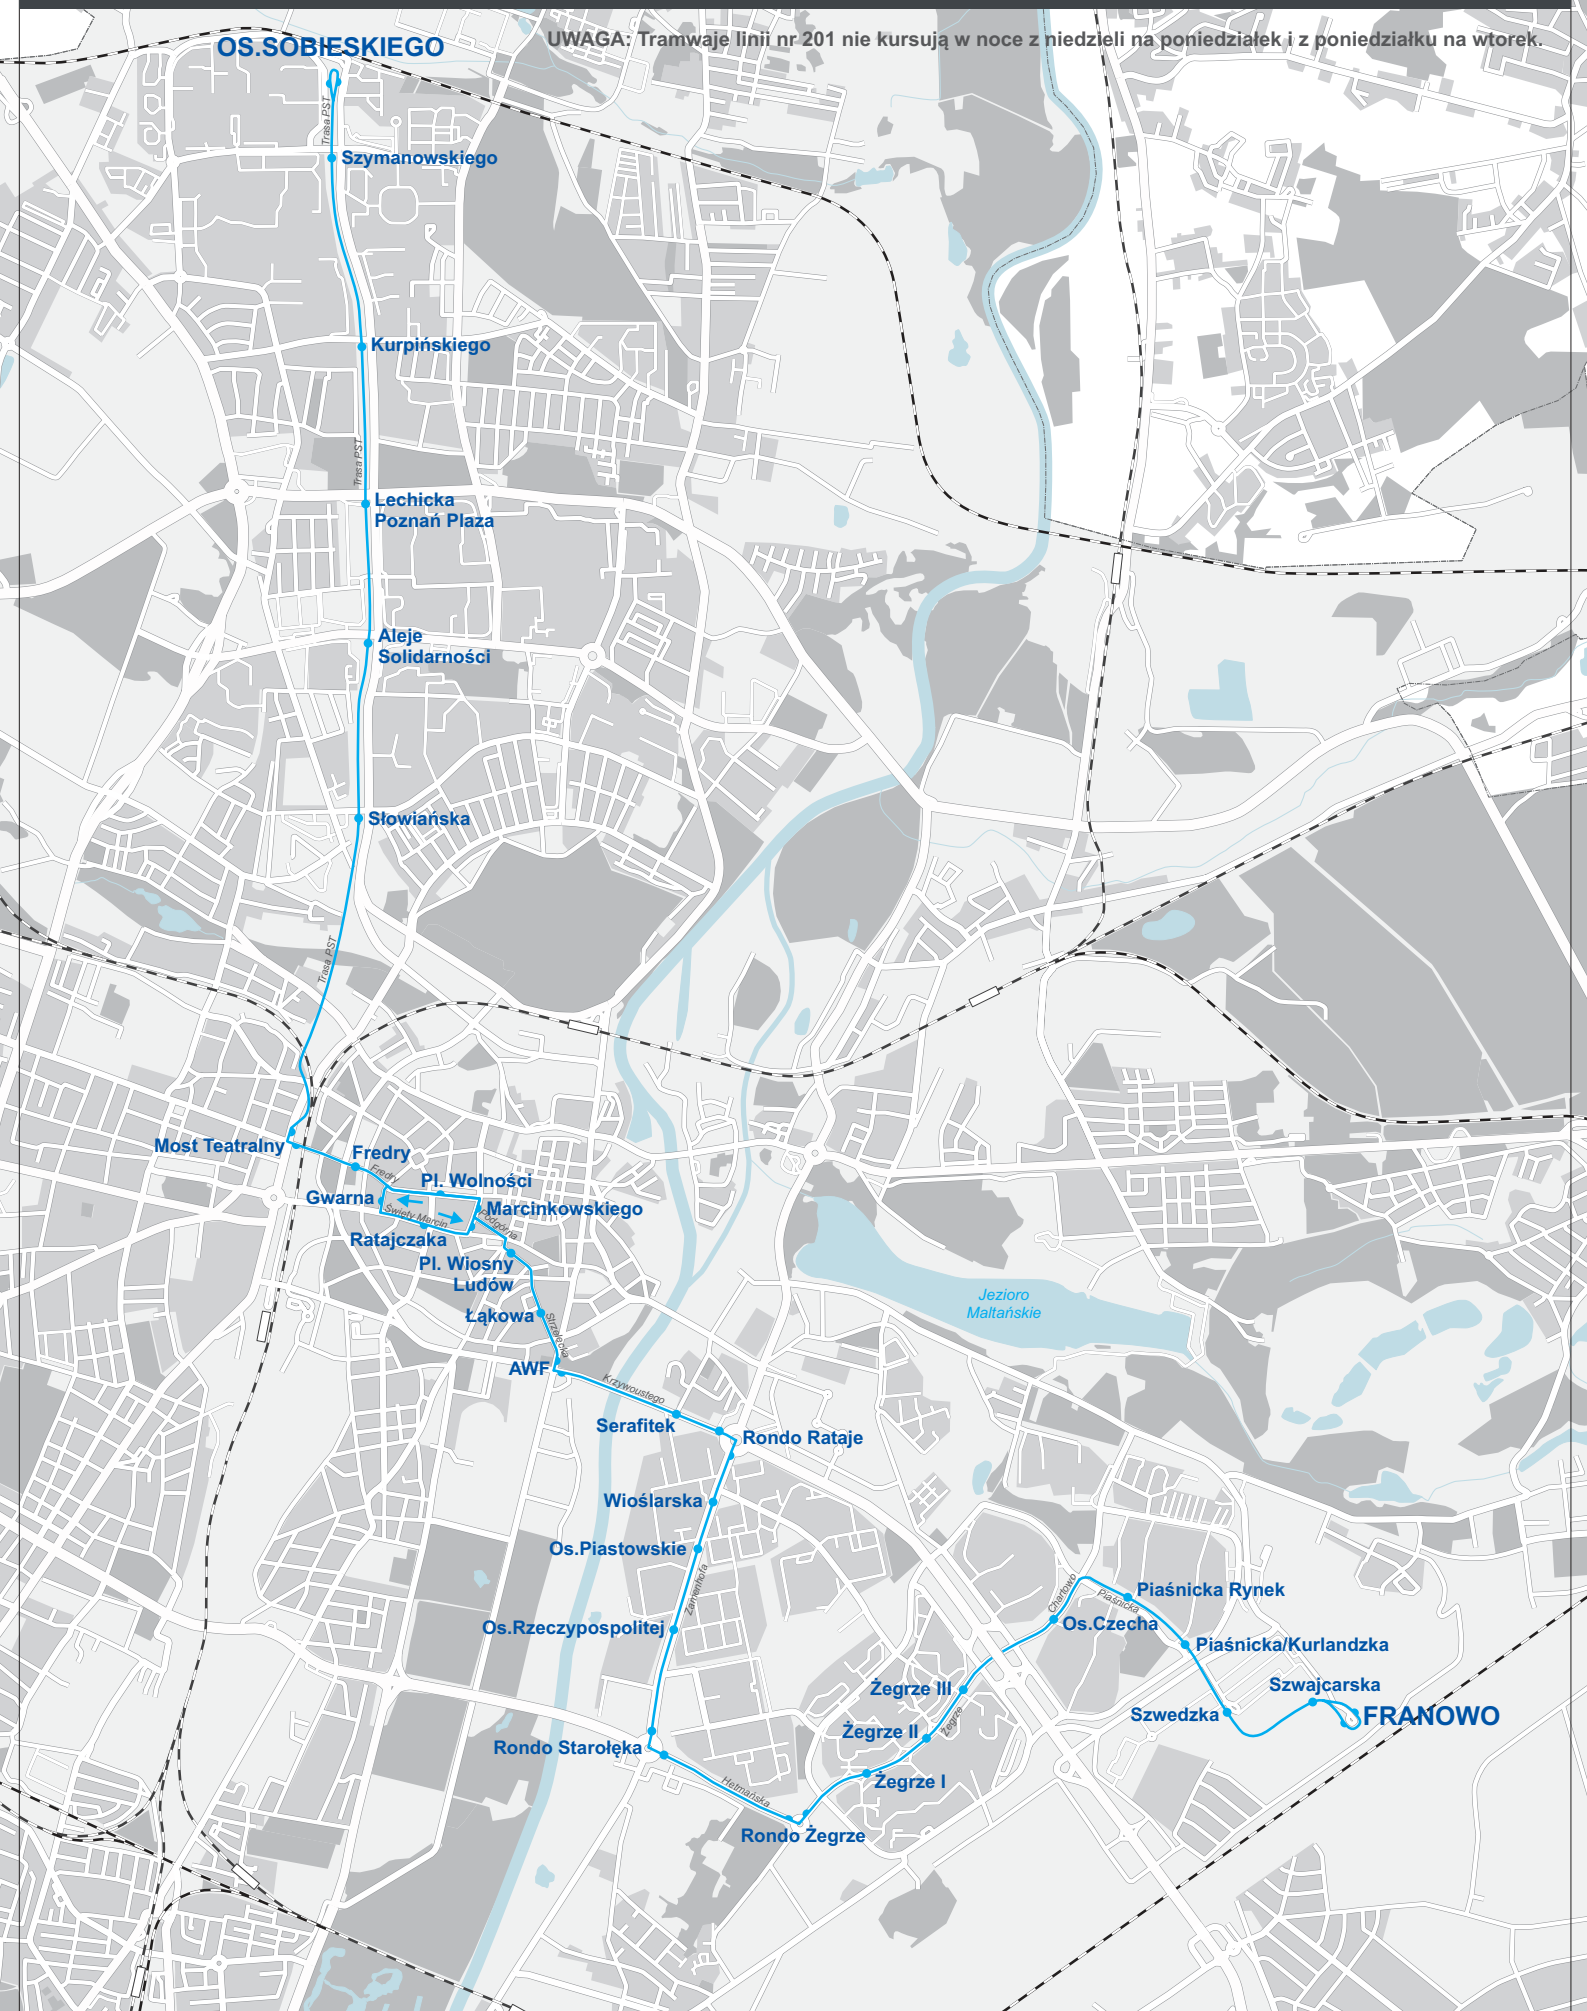 OS.SOBIESKIEGO
UWAGA: Tramwaje linii nr 201 nie kursują w noce z niedzieli na poniedziałek i z poniedziałku na wtorek.
Trasa PST
Szymanowskiego
Kurpińskiego
Trasa PST
Lechicka
Poznań Plaza
Aleje
Solidarności
Słowiańska
Trasa PST
Most Teatralny
Fredry
Fredry
Pl. Wolności
Gwarna
Marcinkowskiego
Święty Marcin
Podgórna
Ratajczaka
Pl. Wiosny
Ludów
Jezioro
Maltańskie
Łąkowa
Strzelecka
AWF
Krzywoustego
Serafitek
Rondo Rataje
Wioślarska
Os.Piastowskie
Zamenhofa
Chartowo
Piaśnicka
Piaśnicka Rynek
Os.Czecha
Os.Rzeczypospolitej
Piaśnicka/Kurlandzka
Szwajcarska
Żegrze III
Szwedzka
FRANOWO
Żegrze
Żegrze II
Rondo Starołęka
Żegrze I
Hetmańska
Rondo Żegrze